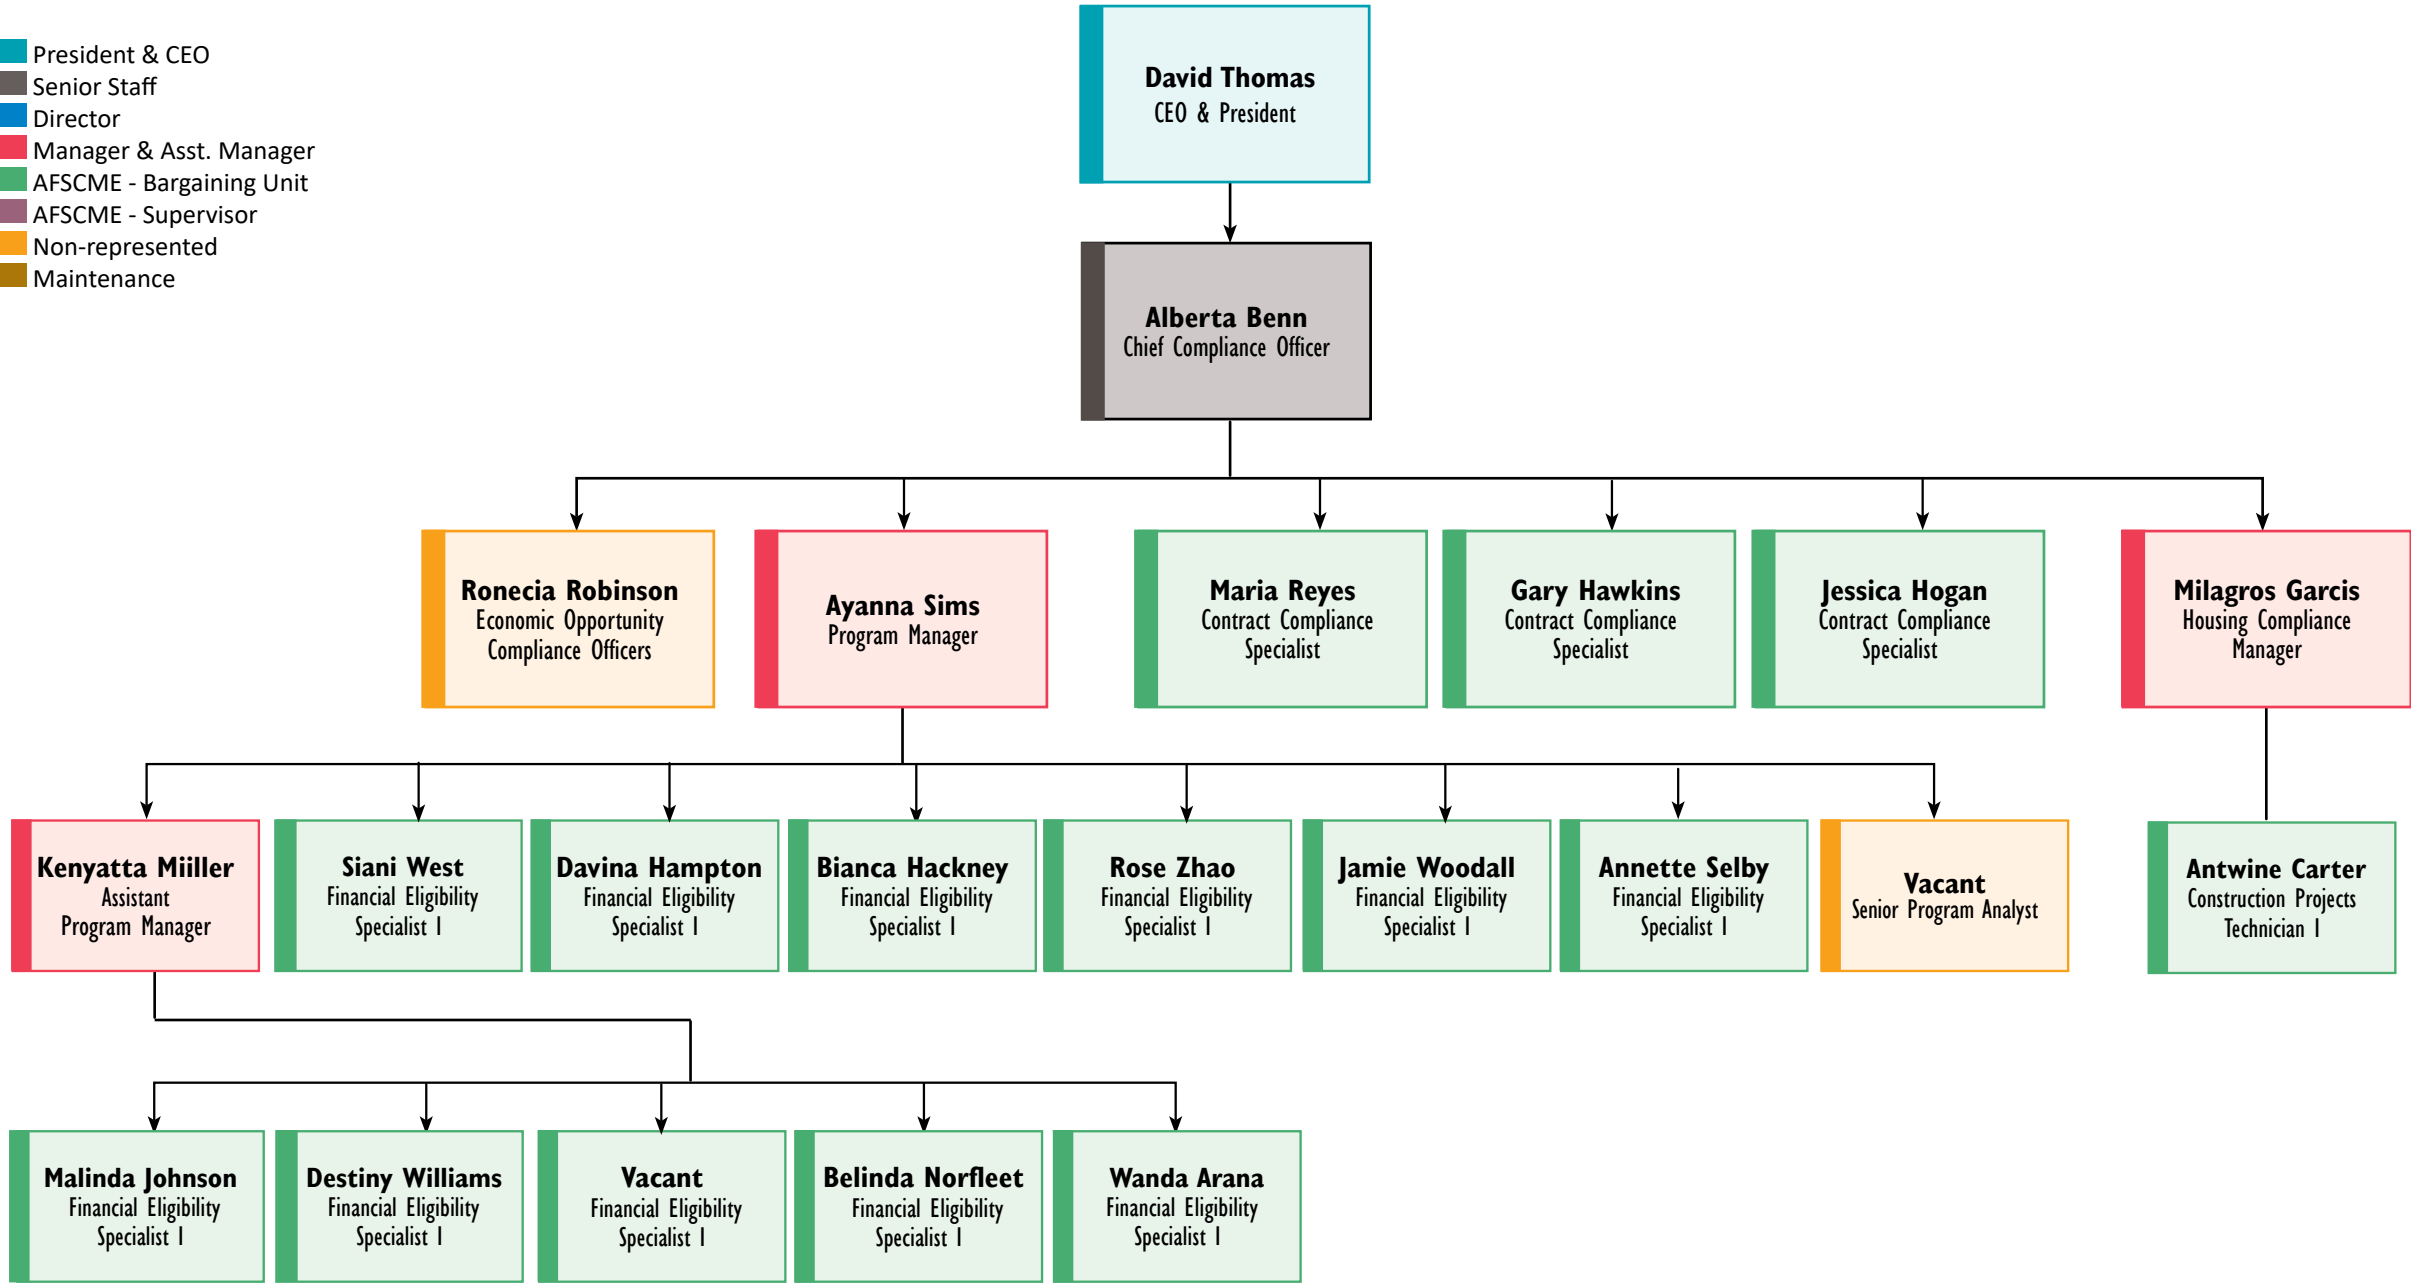 President & CEO
Senior Staff
Director
Manager & Asst. Manager
AFSCME - Bargaining Unit
AFSCME - Supervisor
Non-represented
Maintenance
David Thomas
CEO & President
Alberta Benn
Chief Compliance Officer
Ronecia Robinson
Economic Opportunity
Compliance Officers
Ayanna Sims
Program Manager
Maria Reyes
Contract Compliance
Specialist
Gary Hawkins
Contract Compliance
Specialist
Jessica Hogan
Contract Compliance
Specialist
Milagros Garcis
Housing Compliance
Manager
Kenyatta Miiller
Assistant
Program Manager
Siani West
Financial Eligibility
Specialist I
Davina Hampton
Financial Eligibility
Specialist I
Bianca Hackney
Financial Eligibility
Specialist I
Rose Zhao
Financial Eligibility
Specialist I
Jamie Woodall
Financial Eligibility
Specialist I
Annette Selby
Financial Eligibility
Specialist I
Vacant
Senior Program Analyst
Antwine Carter
Construction Projects
Technician I
Malinda Johnson
Financial Eligibility
Specialist I
Destiny Williams
Financial Eligibility
Specialist I
Vacant
Financial Eligibility
Specialist I
Belinda Norfleet
Financial Eligibility
Specialist I
Wanda Arana
Financial Eligibility
Specialist I